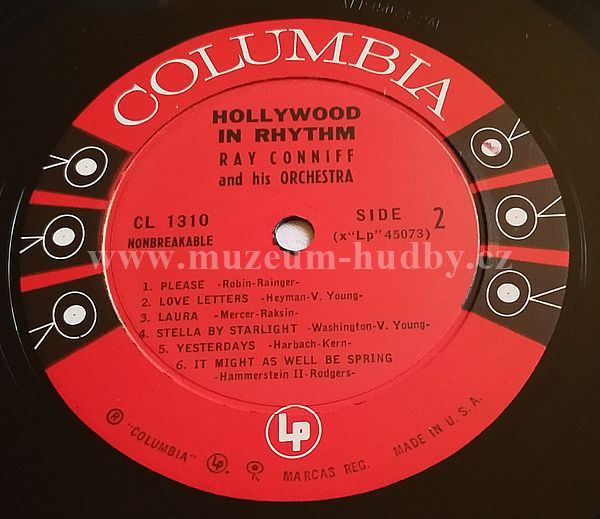 COLUMBIA
HOLLYWOOD
IN RHYTHM
RAY CONNIFF
and his ORCHESTRA
CL 1310
NONBREAKABLE
SIDE 2
(x"Lp"45073)
www.muzeum-hudby.cz
1. PLEASE -Robin-Rainger-
2. LOVE LETTERS -Heyman-V. Young-
3. LAURA -Mercer-Raksin-
4. STELLA BY STARLIGHT -Washington-V. Young-
5. YESTERDAYS -Harbach-Kern-
6. IT MIGHT AS WELL BE SPRING
-Hammerstein II-Rodgers-
LP
® "COLUMBIA" LP. MARCAS REG. MADE IN U.S.A.